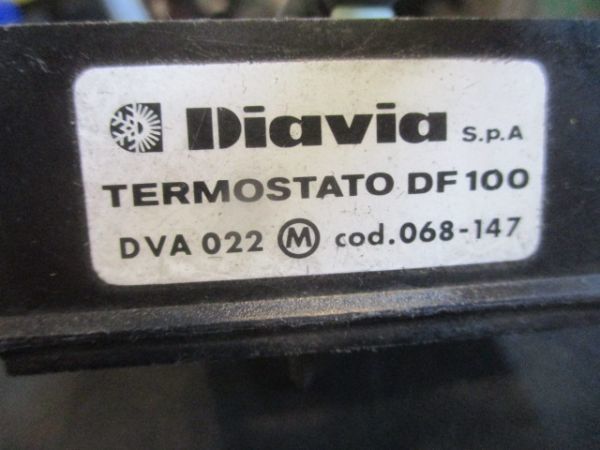 Diavia S.p.A
TERMOSTATO DF 100
DVA 022 Ⓜ cod. 068-147